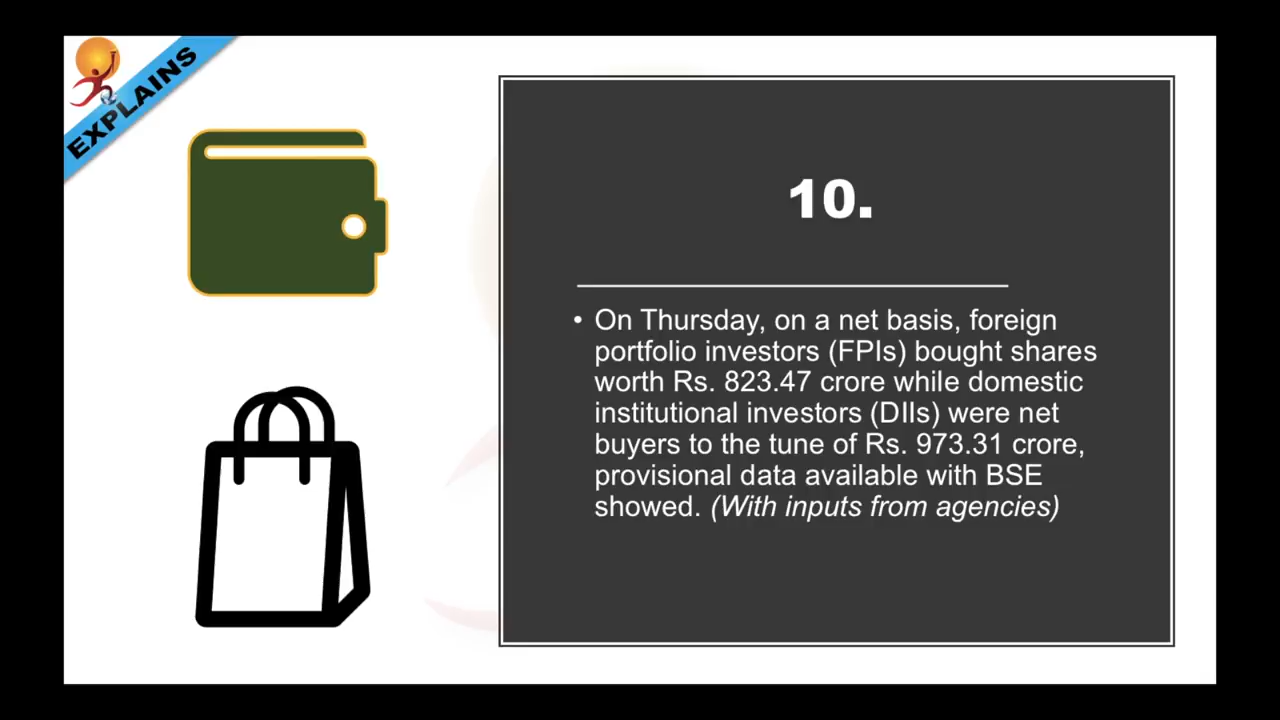 EXPLAINS
10.
• On Thursday, on a net basis, foreign
portfolio investors (FPIs) bought shares
worth Rs. 823.47 crore while domestic
institutional investors (DIIs) were net
buyers to the tune of Rs. 973.31 crore,
provisional data available with BSE
showed. (With inputs from agencies)